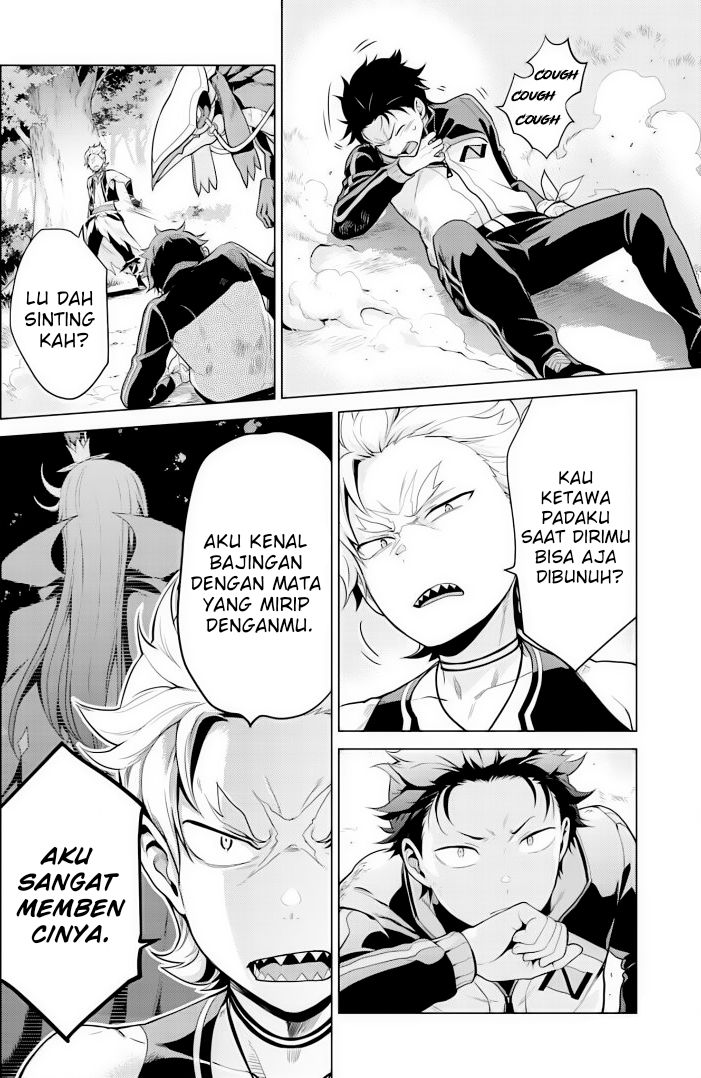 COUGH
COUGH
COUGH
LU DAH
SINTING
KAH?
KAU
KETAWA
PADAKU
SAAT DIRIMU
BISA AJA
DIBUNUH?
AKU KENAL
BAJINGAN
DENGAN MATA
YANG MIRIP
DENGANMU.
AKU
SANGAT
MEMBEN
CINYA.